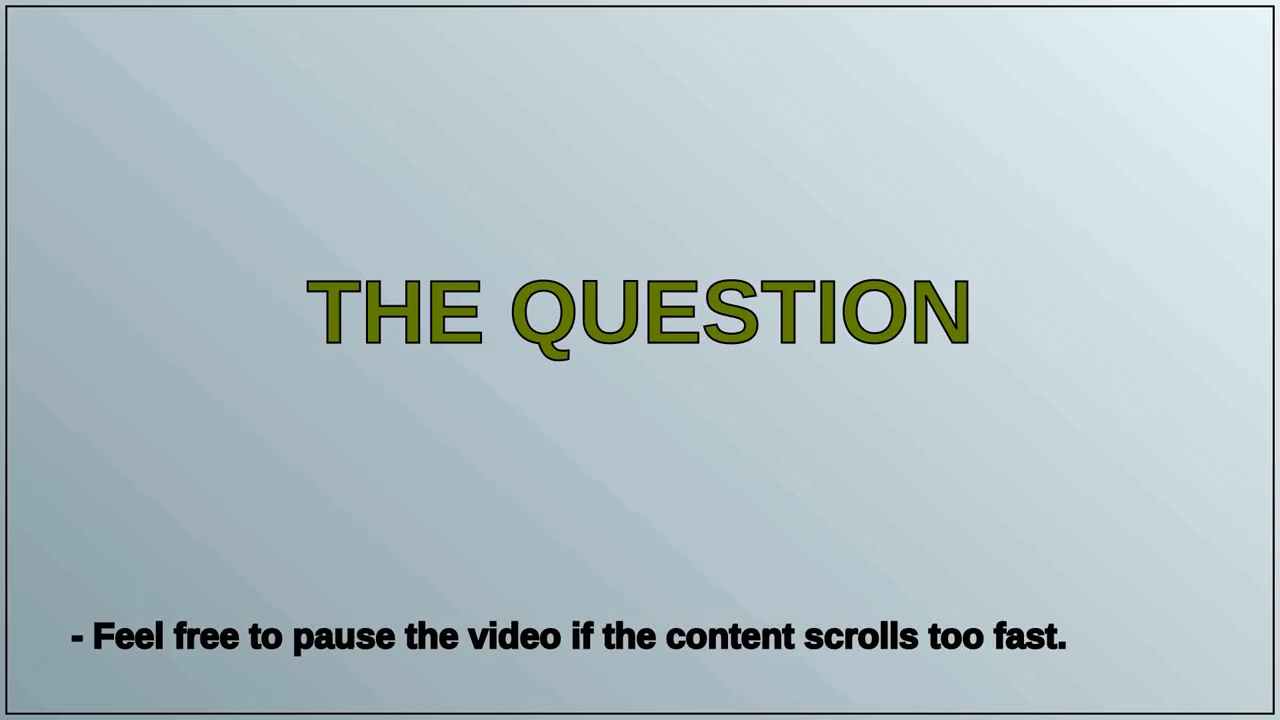 THE QUESTION
- Feel free to pause the video if the content scrolls too fast.